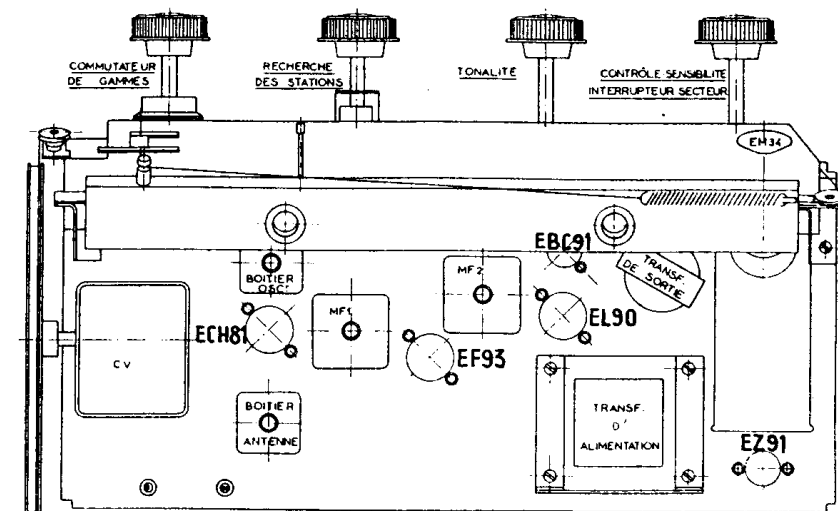 COMMUTATEUR
DE GAMMES
RECHERCHE
DES STATIONS
TONALITÉ
CONTRÔLE SENSIBILITÉ
INTERRUPTEUR SECTEUR
EM34
EBC91
TRANSF.
DE SORTIE
BOITIER
OSC.
MF2
MF1
ECH81
EL90
EF93
CV
BOITIER
ANTENNE
TRANSF.
D'
ALIMENTATION
EZ91